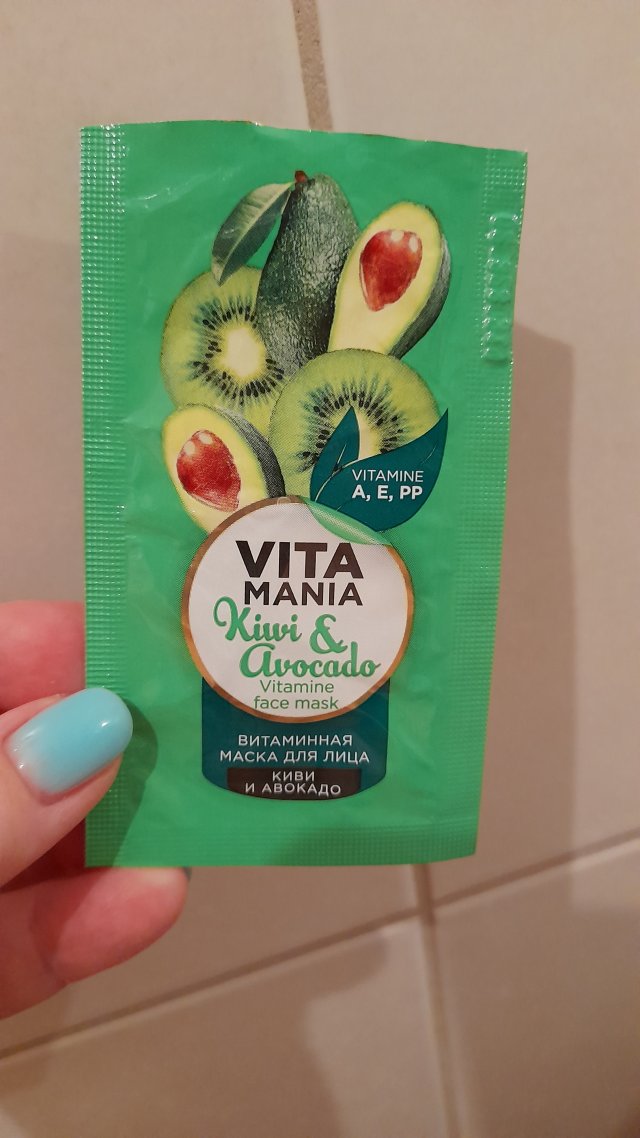 VITAMINE
A, E, PP
VITA
MANIA
Kiwi &
Avocado
Vitamine
face mask
ВИТАМИННАЯ
МАСКА ДЛЯ ЛИЦА
КИВИ
И АВОКАДО